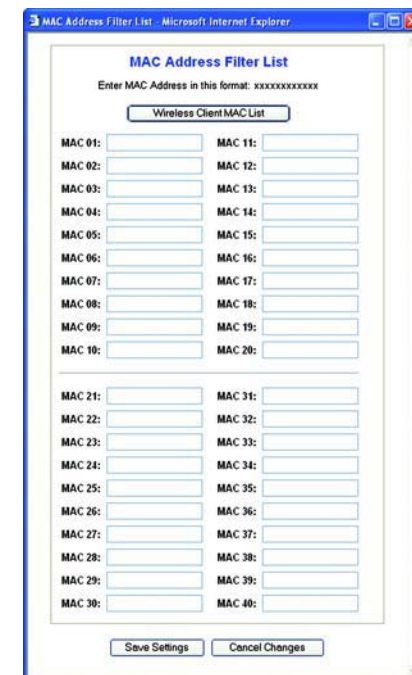 MAC Address Filter List - Microsoft Internet Explorer
MAC Address Filter List
Enter MAC Address in this format: xxxxxxxxxxxx
Wireless Client MAC List
MAC 01: MAC 11:
MAC 02: MAC 12:
MAC 03: MAC 13:
MAC 04: MAC 14:
MAC 05: MAC 15:
MAC 06: MAC 16:
MAC 07: MAC 17:
MAC 08: MAC 18:
MAC 09: MAC 19:
MAC 10: MAC 20:
MAC 21: MAC 31:
MAC 22: MAC 32:
MAC 23: MAC 33:
MAC 24: MAC 34:
MAC 25: MAC 35:
MAC 26: MAC 36:
MAC 27: MAC 37:
MAC 28: MAC 38:
MAC 29: MAC 39:
MAC 30: MAC 40:
Save Settings Cancel Changes